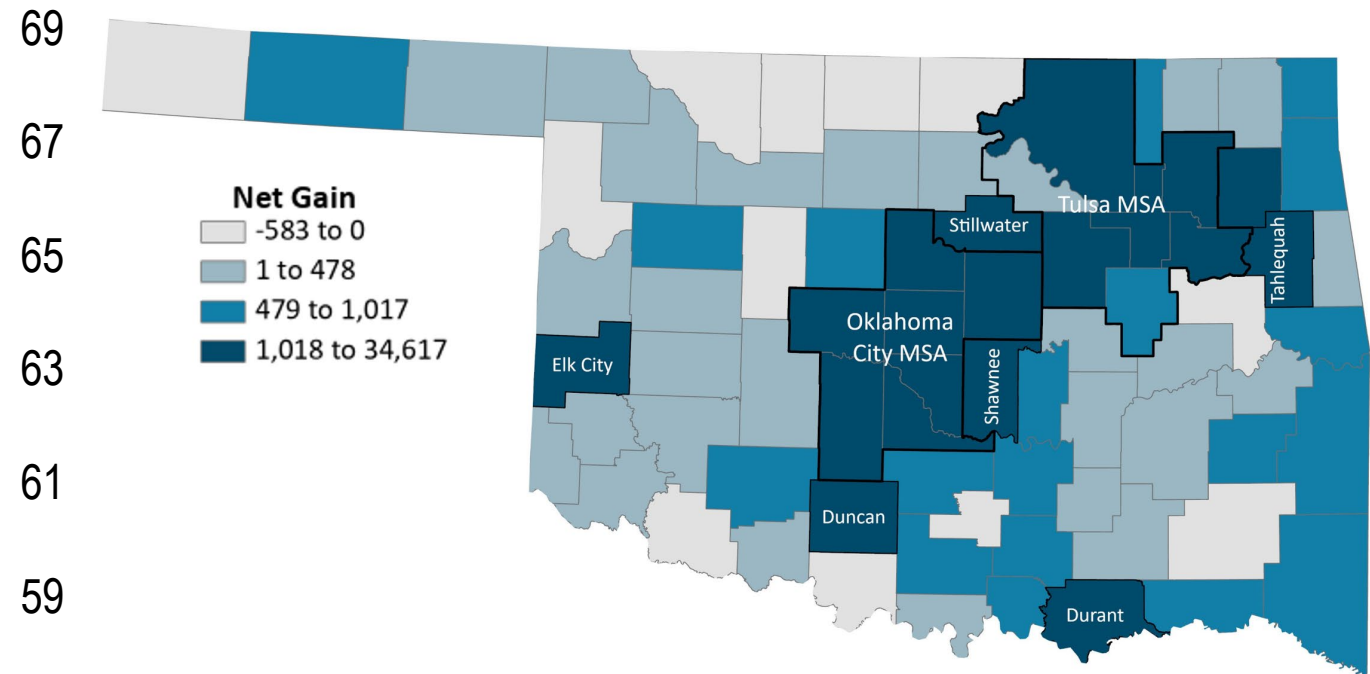 69
67
65
63
61
59
Net Gain
-583 to 0
1 to 478
479 to 1,017
1,018 to 34,617
Tulsa MSA
Stillwater
Tahlequah
Oklahoma
City MSA
Elk City
Shawnee
Duncan
Durant